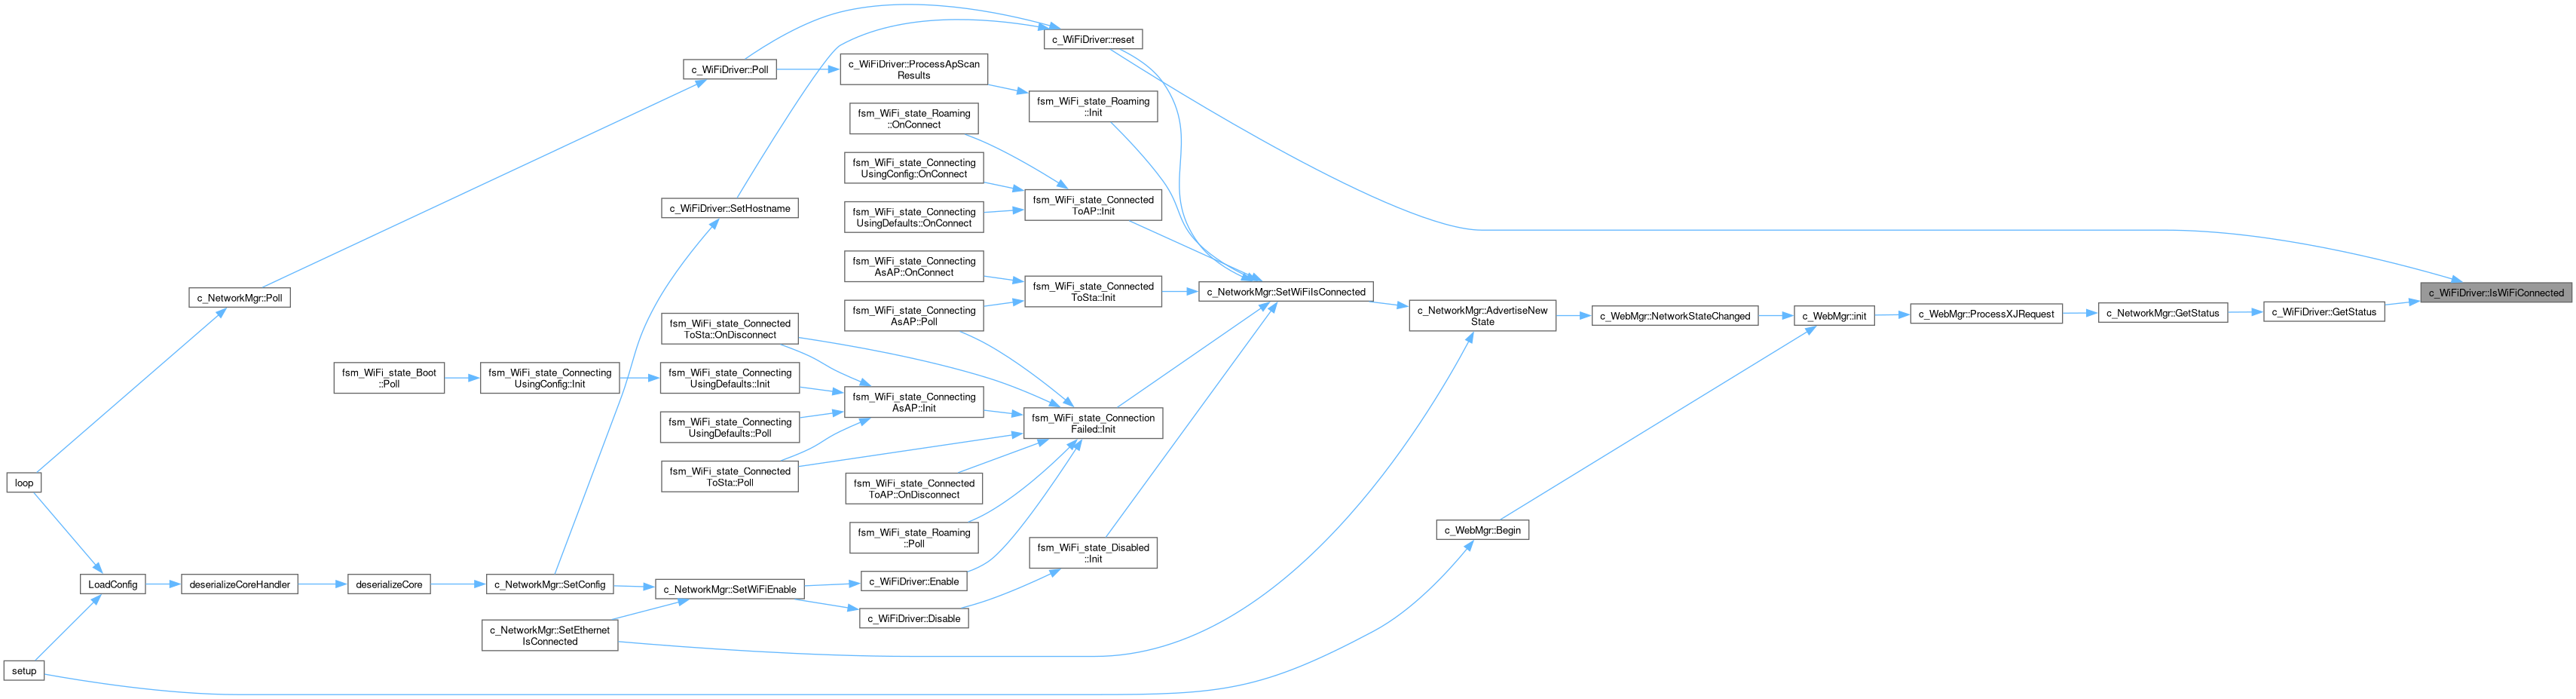 c_WiFiDriver::reset
c_WiFiDriver::Poll
c_WiFiDriver::ProcessApScan
Results
fsm_WiFi_state_Roaming
::Init
fsm_WiFi_state_Roaming
::OnConnect
fsm_WiFi_state_Connecting
UsingConfig::OnConnect
fsm_WiFi_state_Connected
ToAP::Init
c_WiFiDriver::SetHostname
fsm_WiFi_state_Connecting
UsingDefaults::OnConnect
fsm_WiFi_state_Connecting
AsAP::OnConnect
fsm_WiFi_state_Connected
ToSta::Init
c_NetworkMgr::SetWiFiIsConnected
c_WiFiDriver::IsWiFiConnected
c_NetworkMgr::Poll
fsm_WiFi_state_Connecting
AsAP::Poll
c_NetworkMgr::AdvertiseNew
State
c_WebMgr::NetworkStateChanged
c_WebMgr::init
c_WebMgr::ProcessXJRequest
c_NetworkMgr::GetStatus
c_WiFiDriver::GetStatus
fsm_WiFi_state_Connected
ToSta::OnDisconnect
fsm_WiFi_state_Boot
::Poll
fsm_WiFi_state_Connecting
UsingConfig::Init
fsm_WiFi_state_Connecting
UsingDefaults::Init
fsm_WiFi_state_Connecting
AsAP::Init
fsm_WiFi_state_Connection
Failed::Init
fsm_WiFi_state_Connecting
UsingDefaults::Poll
fsm_WiFi_state_Connected
ToSta::Poll
fsm_WiFi_state_Connected
ToAP::OnDisconnect
loop
fsm_WiFi_state_Roaming
::Poll
c_WebMgr::Begin
fsm_WiFi_state_Disabled
::Init
LoadConfig
deserializeCoreHandler
deserializeCore
c_NetworkMgr::SetConfig
c_NetworkMgr::SetWiFiEnable
c_WiFiDriver::Enable
c_WiFiDriver::Disable
c_NetworkMgr::SetEthernet
IsConnected
setup